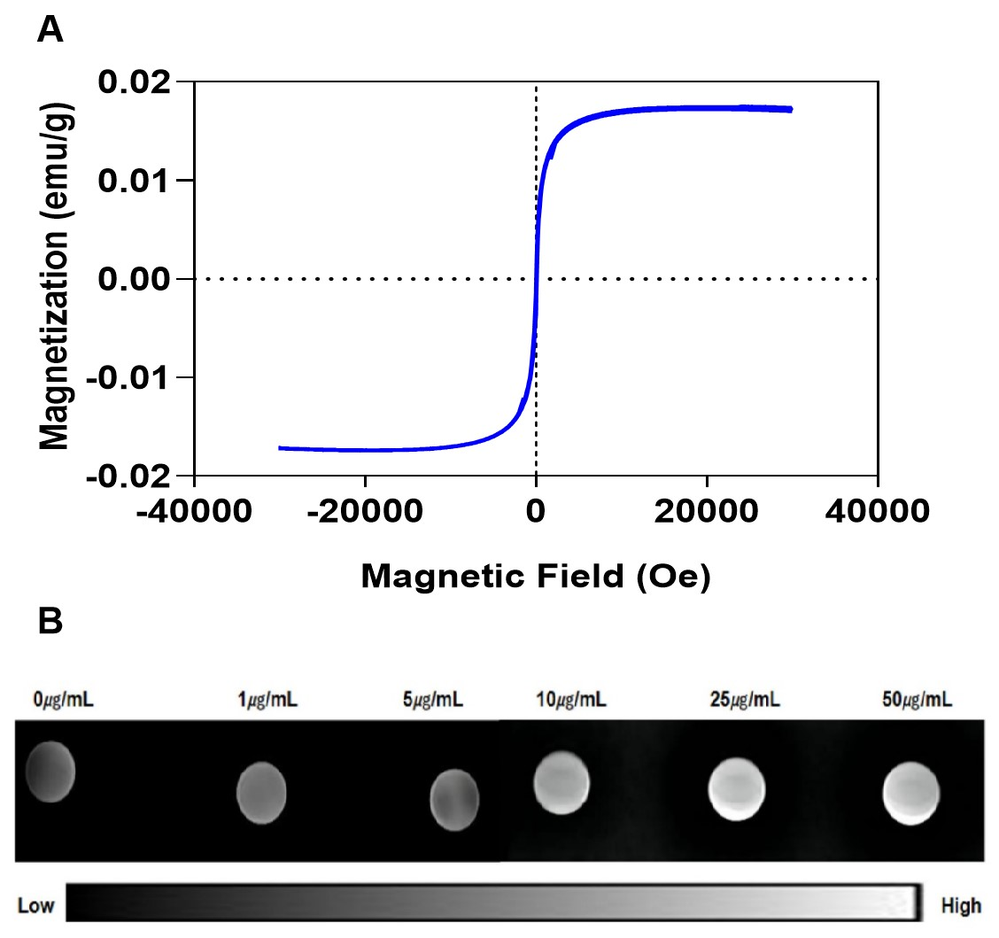 A
0.02
0.01
0.00
-0.01
-0.02
Magnetization (emu/g)
-40000 -20000 0 20000 40000
Magnetic Field (Oe)
B
0μg/mL 1μg/mL 5μg/mL 10μg/mL 25μg/mL 50μg/mL
Low High